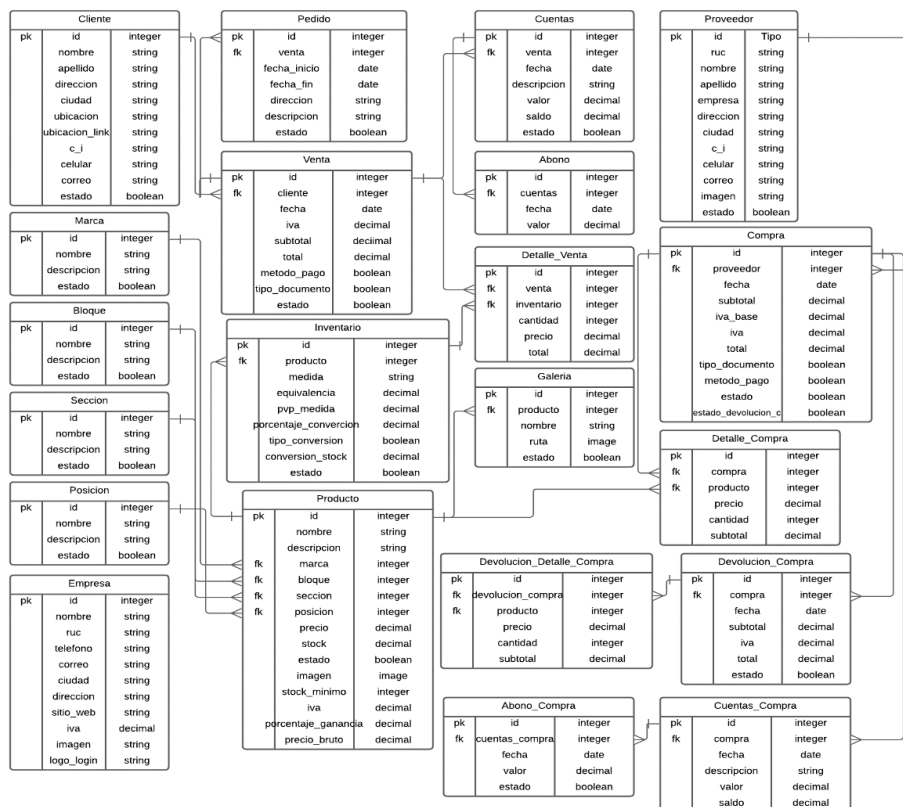 Cliente
pk id integer
nombre string
apellido string
direccion string
ciudad string
ubicacion string
ubicacion_link string
c_i string
celular string
correo string
estado boolean
Pedido
pk id integer
fk venta integer
fecha_inicio date
fecha_fin date
direccion string
descripcion string
estado boolean
Cuentas
pk id integer
fk venta integer
fecha date
descripcion string
valor decimal
saldo decimal
estado boolean
Proveedor
pk id Tipo
ruc string
nombre string
apellido string
empresa string
direccion string
ciudad string
c_i string
celular string
correo string
imagen string
estado boolean
Venta
pk id integer
fk cliente integer
fecha date
iva decimal
subtotal deciimal
total decimal
metodo_pago boolean
tipo_documento boolean
estado boolean
Abono
pk id integer
fk cuentas integer
fecha date
valor decimal
Marca
pk id integer
nombre string
descripcion string
estado boolean
Compra
pk id integer
fk proveedor integer
fecha date
subtotal decimal
iva_base decimal
iva decimal
total decimal
tipo_documento boolean
metodo_pago boolean
estado boolean
estado_devolucion_c boolean
Detalle_Venta
pk id integer
fk venta integer
fk inventario integer
cantidad integer
precio decimal
total decimal
Bloque
pk id integer
nombre string
descripcion string
estado boolean
Inventario
pk id integer
fk producto integer
medida string
equivalencia decimal
pvp_medida decimal
porcentaje_convercion decimal
tipo_conversion boolean
conversion_stock decimal
estado boolean
Galeria
pk id integer
fk producto integer
nombre string
ruta image
estado boolean
Seccion
pk id integer
nombre string
descripcion string
estado boolean
Detalle_Compra
pk id integer
fk compra integer
fk producto integer
precio decimal
cantidad integer
subtotal decimal
Posicion
pk id integer
nombre string
descripcion string
estado boolean
Producto
pk id integer
nombre string
descripcion string
fk marca integer
fk bloque integer
fk seccion integer
fk posicion integer
precio decimal
stock decimal
estado boolean
imagen image
stock_minimo integer
iva decimal
porcentaje_ganancia decimal
precio_bruto decimal
Devolucion_Detalle_Compra
pk id integer
fk devolucion_compra integer
fk producto integer
precio decimal
cantidad integer
subtotal decimal
Devolucion_Compra
pk id integer
fk compra integer
fecha date
subtotal decimal
iva decimal
total decimal
estado boolean
Empresa
pk id integer
nombre string
ruc string
telefono string
correo string
ciudad string
direccion string
sitio_web string
iva decimal
imagen string
logo_login string
Abono_Compra
pk id integer
fk cuentas_compra integer
fecha date
valor decimal
estado boolean
Cuentas_Compra
pk id integer
fk compra integer
fecha date
descripcion string
valor decimal
saldo decimal